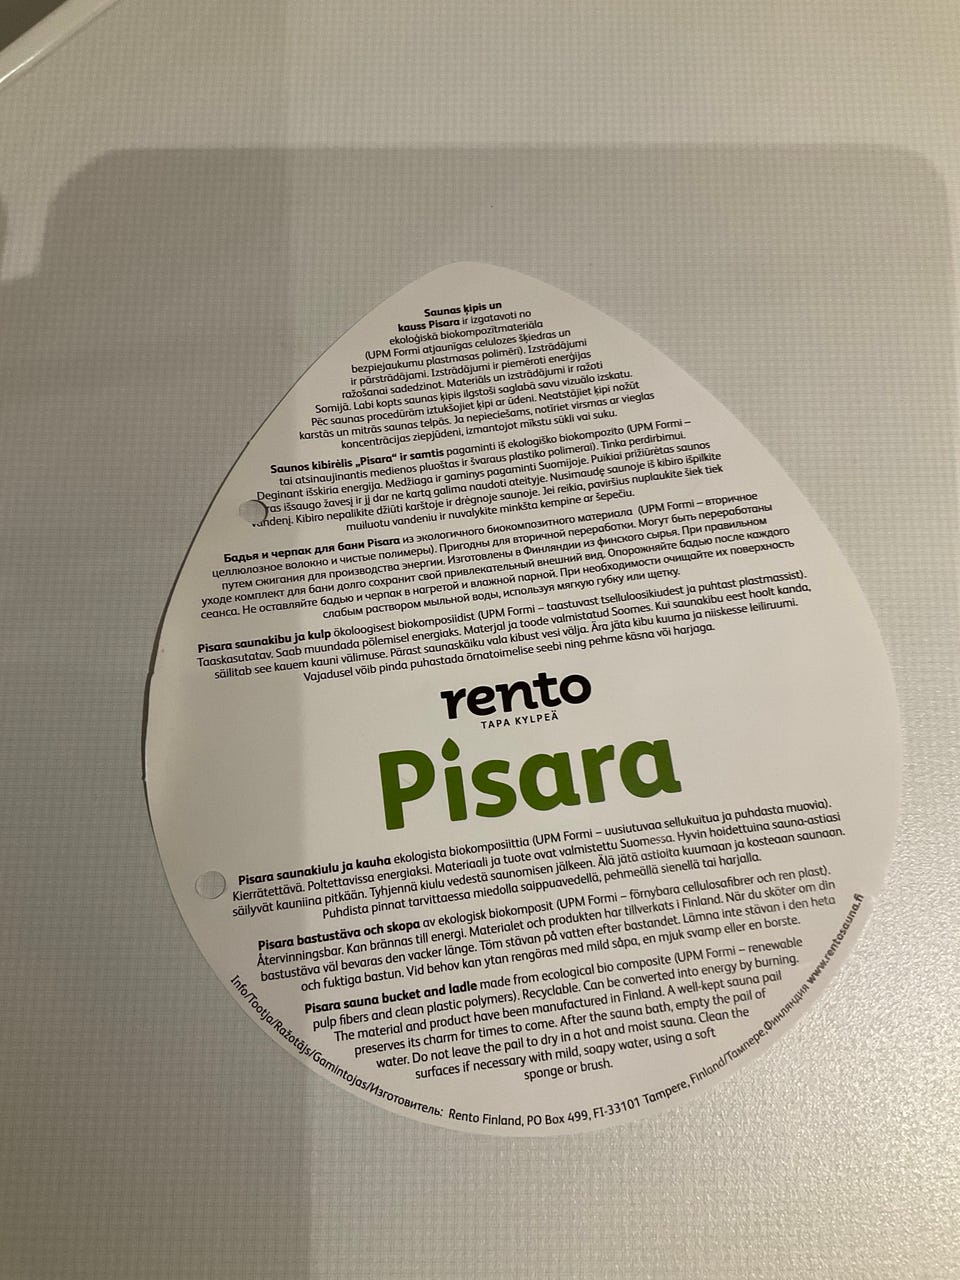 Saunas ķipis un
kauss Pisara ir izgatavoti no
ekoloģiskā biokompozītmateriāla
(UPM Formi atjaunīgas celulozes šķiedras un
bezpiejaukumu plastmasas polimēri). Izstrādājumi
ir pārstrādājami. Izstrādājumi ir piemēroti enerģijas
ražošanai sadedzinot. Materiāls un izstrādājumi ir ražoti
Somijā. Labi kopts saunas ķipis ilgstoši saglabā savu vizuālo izskatu.
Pēc saunas procedūrām iztukšojiet ķipi ar ūdeni. Neatstājiet ķipi nožūt
karstās un mitrās saunas telpās. Ja nepieciešams, notīriet virsmas ar vieglas
koncentrācijas ziepjūdeni, izmantojot mīkstu sūkli vai suku.
Saunos kibirėlis „Pisara“ ir samtis pagaminti iš ekologiško biokompozito (UPM Formi –
tai atsinaujinantis medienos pluoštas ir švaraus plastiko polimerai). Tinka perdirbimui.
Deginant išskiria energija. Medžiaga ir gaminys pagaminti Suomijoje. Puikiai prižiūrėtas saunos
išsaugo žavesį ir jį dar ne kartą galima naudoti ateityje. Nusimaudę saunoje iš kibiro išpilkite
vandenį. Kibiro nepalikite džiūti karštoje ir drėgnoje saunoje. Jei reikia, paviršius nuplaukite šiek tiek
muiluotu vandeniu ir nuvalykite minkšta kempine ar šepečiu.
Бадья и черпак для бани Pisara из экологичного биокомпозитного материала (UPM Formi – вторичное
целлюлозное волокно и чистые полимеры). Пригодны для вторичной переработки. Могут быть переработаны
путем сжигания для производства энергии. Изготовлены в Финляндии из финского сырья. При правильном
уходе комплект для бани долго сохранит свой привлекательный внешний вид. Опорожняйте бадью после каждого
сеанса. Не оставляйте бадью и черпак в нагретой и влажной парной. При необходимости очищайте их поверхность
слабым раствором мыльной воды, используя мягкую губку или щетку.
Pisara saunakibu ja kulp ökoloogisest biokomposiidist (UPM Formi – taastuvast tselluloosikiudest ja puhtast plastmassist).
Taaskasutatav. Saab muundada põlemisel energiaks. Materjal ja toode valmistatud Soomes. Kui saunakibu eest hoolt kanda,
säilitab see kauem kauni välimuse. Pärast saunaskäiku vala kibust vesi välja. Ära jäta kibu kuuma ja niiskesse leiliruumi.
Vajadusel võib pinda puhastada õrnatoimelise seebi ning pehme käsna või harjaga.
rento
TAPA KYLPEÄ
Pisara
Pisara saunakiulu ja kauha ekologista biokomposiittia (UPM Formi – uusiutuvaa sellukuitua ja puhdasta muovia).
Kierrätettävä. Poltettavissa energiaksi. Materiaali ja tuote ovat valmistettu Suomessa. Hyvin hoidettuina sauna-astiasi
säilyvät kauniina pitkään. Tyhjennä kiulu vedestä saunomisen jälkeen. Älä jätä astioita kuumaan ja kosteaan saunaan.
Puhdista pinnat tarvittaessa miedolla saippuavedellä, pehmeällä sienellä tai harjalla.
Pisara bastustäva och skopa av ekologisk biokomposit (UPM Formi – förnybara cellulosafibrer och ren plast).
Återvinningsbar. Kan brännas till energi. Materialet och produkten har tillverkats i Finland. När du sköter om din
bastustäva väl bevaras den vacker länge. Töm stävan på vatten efter bastandet. Lämna inte stävan i den heta
och fuktiga bastun. Vid behov kan ytan rengöras med mild såpa, en mjuk svamp eller en borste.
Pisara sauna bucket and ladle made from ecological bio composite (UPM Formi – renewable
pulp fibers and clean plastic polymers). Recyclable. Can be converted into energy by burning.
The material and product have been manufactured in Finland. A well-kept sauna pail
preserves its charm for times to come. After the sauna bath, empty the pail of
water. Do not leave the pail to dry in a hot and moist sauna. Clean the
surfaces if necessary with mild, soapy water, using a soft
sponge or brush.
Info/Tootja/Ražotājs/Gamintojas/Изготовитель: Rento Finland, PO Box 499, FI-33101 Tampere, Finland/Тампере,Финляндия www.rentosauna.fi